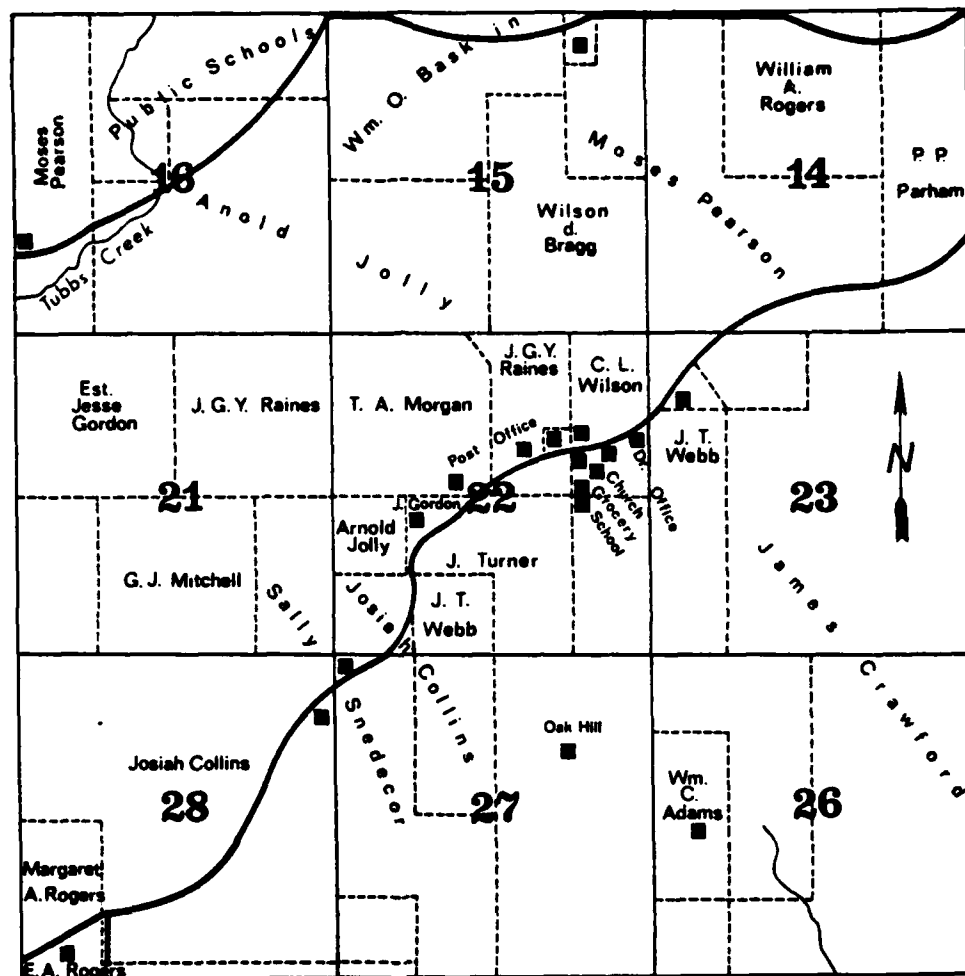 Public Schools
Wm. O. Baskin
William
A.
Rogers
Moses
Pearson
16
15
14
Moses Pearson
P. P.
Parham
Anold
Jolly
Wilson
d.
Bragg
Tubbs Creek
Est.
Jesse
Gordon
J. G. Y. Raines
T. A. Morgan
J. G. Y.
Raines
C. L.
Wilson
Post Office
J. T.
Webb
N
21
22
23
J. Gordon
Church
Grocery
School
Dr. Office
Arnold
Jolly
J. Turner
G. J. Mitchell
Sally
Snedecor
Josiah Collins
J. T.
Webb
James
Crawford
Oak Hill
Josiah Collins
28
27
26
Wm.
C.
Adams
Margaret
A. Rogers
E. A. Rogers